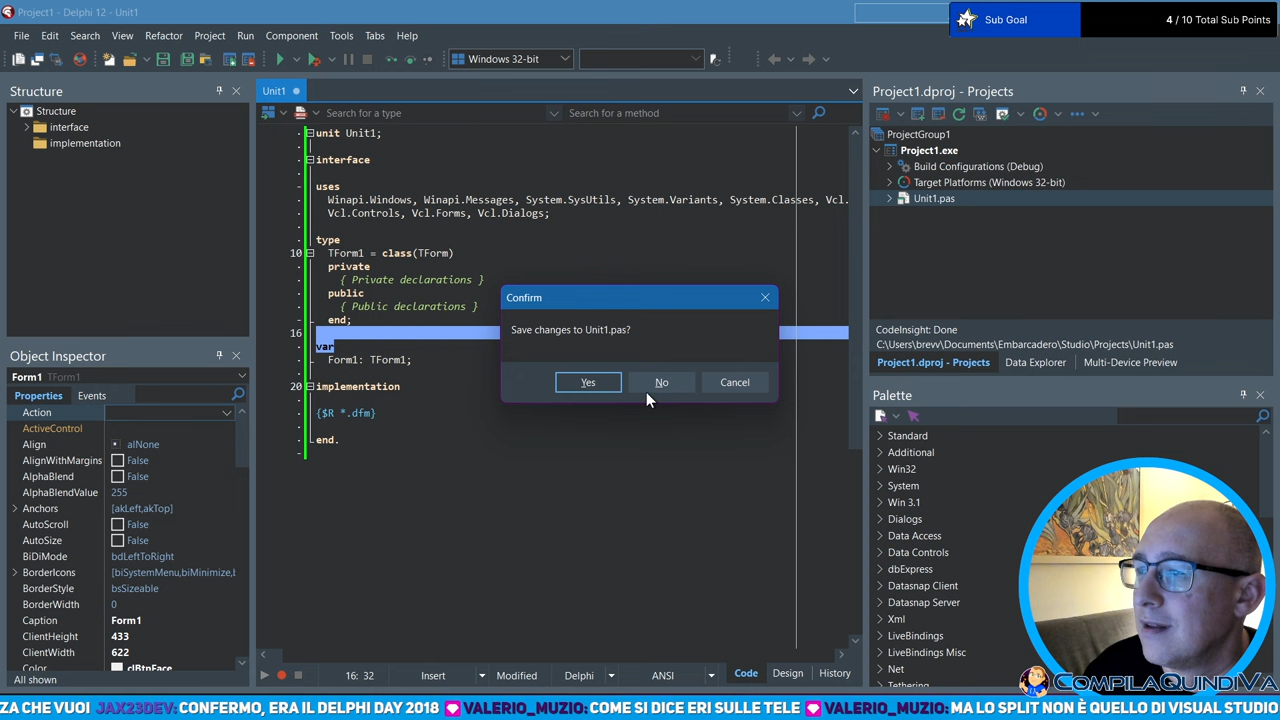 Project1 - Delphi 12 - Unit1
Sub Goal
4 / 10 Total Sub Points
File Edit Search View Refactor Project Run Component Tools Tabs Help
Windows 32-bit
Structure
Structure
interface
implementation
Object Inspector
Form1 TForm1
Properties Events
Action
ActiveControl
Align alNone
AlignWithMargins False
AlphaBlend False
AlphaBlendValue 255
Anchors [akLeft,akTop]
AutoScroll False
AutoSize False
BiDiMode bdLeftToRight
BorderIcons [biSystemMenu,biMinimize,b
BorderStyle bsSizeable
BorderWidth 0
Caption Form1
ClientHeight 433
ClientWidth 622
Color clBtnFace
All shown
Unit1
Search for a type
Search for a method
unit Unit1;
interface
uses
Winapi.Windows, Winapi.Messages, System.SysUtils, System.Variants, System.Classes, Vcl.
Vcl.Controls, Vcl.Forms, Vcl.Dialogs;
type
10 TForm1 = class(TForm)
private
{ Private declarations }
public
{ Public declarations }
end;
16
var
Form1: TForm1;
20 implementation
{$R *.dfm}
end.
16: 32 Insert Modified Delphi ANSI Code Design History
Confirm
Save changes to Unit1.pas?
Yes No Cancel
Project1.dproj - Projects
ProjectGroup1
Project1.exe
Build Configurations (Debug)
Target Platforms (Windows 32-bit)
Unit1.pas
CodeInsight: Done
C:\Users\brevv\Documents\Embarcadero\Studio\Projects\Unit1.pas
Project1.dproj - Projects Data Explorer Multi-Device Preview
Palette
Standard
Additional
Win32
System
Win 3.1
Dialogs
Data Access
Data Controls
dbExpress
Datasnap Client
Datasnap Server
Xml
LiveBindings
LiveBindings Misc
Net
Tethering
COMPILAQUINDIVA
ZA CHE VUOI JAX23DEV: CONFERMO, ERA IL DELPHI DAY 2018 VALERIO_MUZIO: COME SI DICE ERI SULLE TELE VALERIO_MUZIO: MA LO SPLIT NON È QUELLO DI VISUAL STUDIO